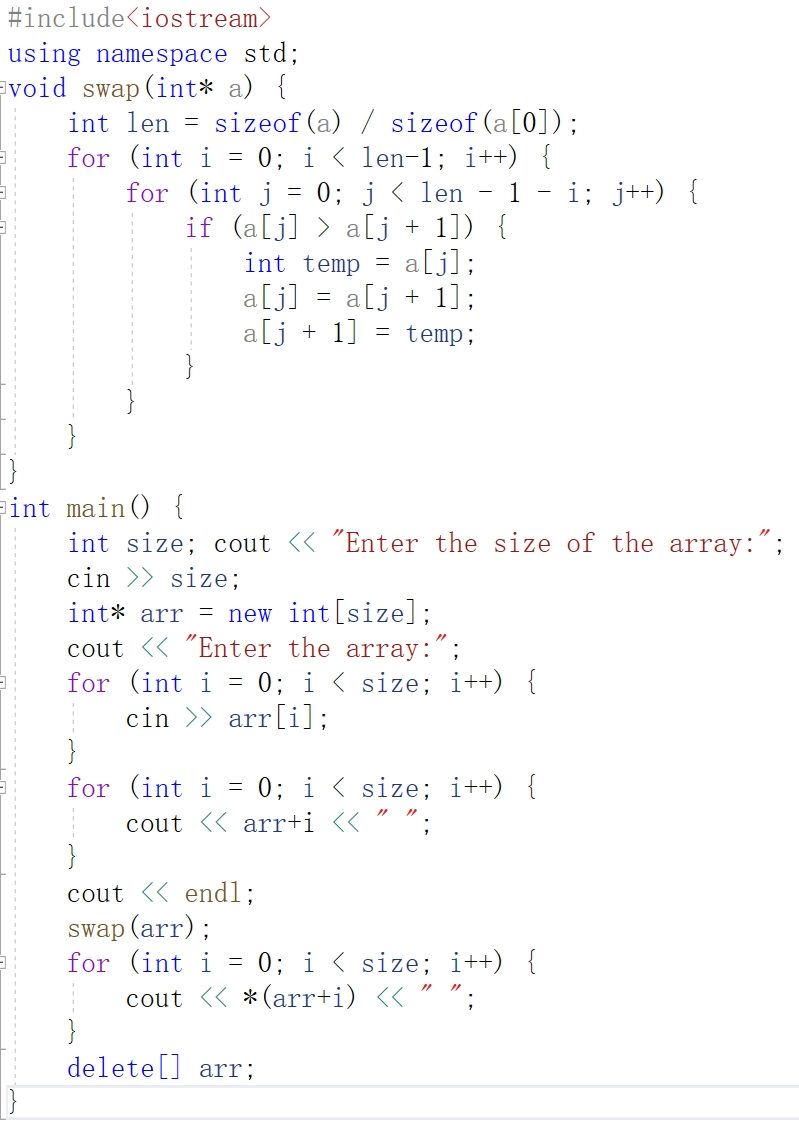 #include<iostream>
using namespace std;
void swap(int* a) {
    int len = sizeof(a) / sizeof(a[0]);
    for (int i = 0; i < len-1; i++) {
        for (int j = 0; j < len - 1 - i; j++) {
            if (a[j] > a[j + 1]) {
                int temp = a[j];
                a[j] = a[j + 1];
                a[j + 1] = temp;
            }
        }
    }
}
int main() {
    int size; cout << "Enter the size of the array:";
    cin >> size;
    int* arr = new int[size];
    cout << "Enter the array:";
    for (int i = 0; i < size; i++) {
        cin >> arr[i];
    }
    for (int i = 0; i < size; i++) {
        cout << arr+i << " ";
    }
    cout << endl;
    swap(arr);
    for (int i = 0; i < size; i++) {
        cout << *(arr+i) << " ";
    }
    delete[] arr;
}